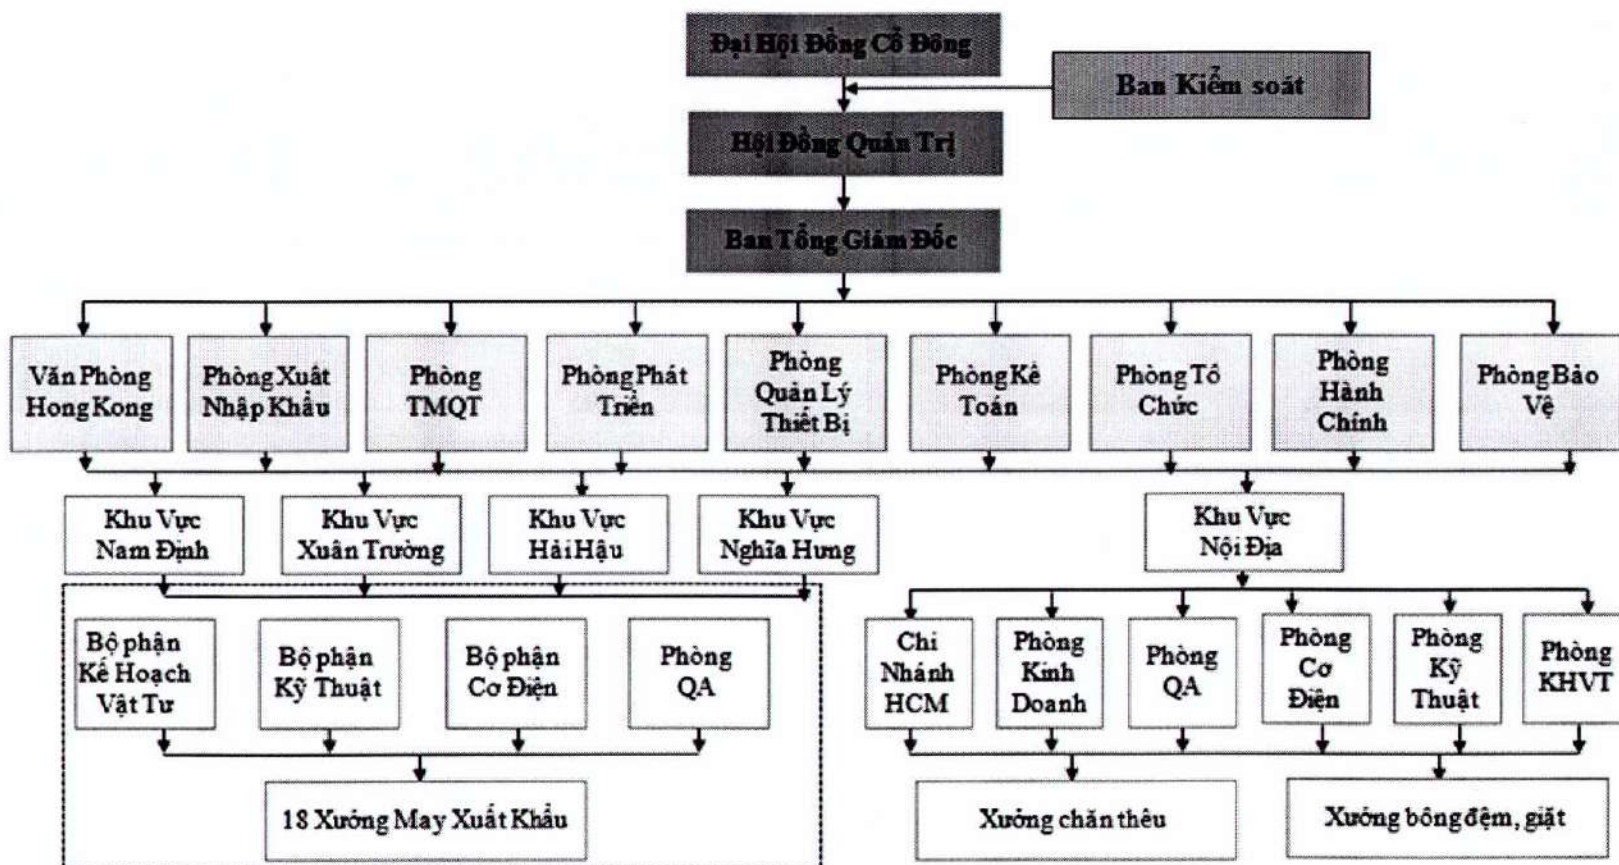 Đại Hội Đồng Cổ Đông
Ban Kiểm soát
Hội Đồng Quản Trị
Ban Tổng Giám Đốc
Văn Phòng
Hong Kong
Phòng Xuất
Nhập Khẩu
Phòng
TMQT
Phòng Phát
Triển
Phòng
Quản Lý
Thiết Bị
Phòng Kế
Toán
Phòng Tổ
Chức
Phòng
Hành
Chính
Phòng Bảo
Vệ
Khu Vực
Nam Định
Khu Vực
Xuân Trường
Khu Vực
Hải Hậu
Khu Vực
Nghĩa Hưng
Khu Vực
Nội Địa
Bộ phận
Kế Hoạch
Vật Tư
Bộ phận
Kỹ Thuật
Bộ phận
Cơ Điện
Phòng
QA
Chi
Nhánh
HCM
Phòng
Kinh
Doanh
Phòng
QA
Phòng
Cơ
Điện
Phòng
Kỹ
Thuật
Phòng
KHVT
18 Xưởng May Xuất Khẩu
Xưởng chăn thêu
Xưởng bông đệm, giặt